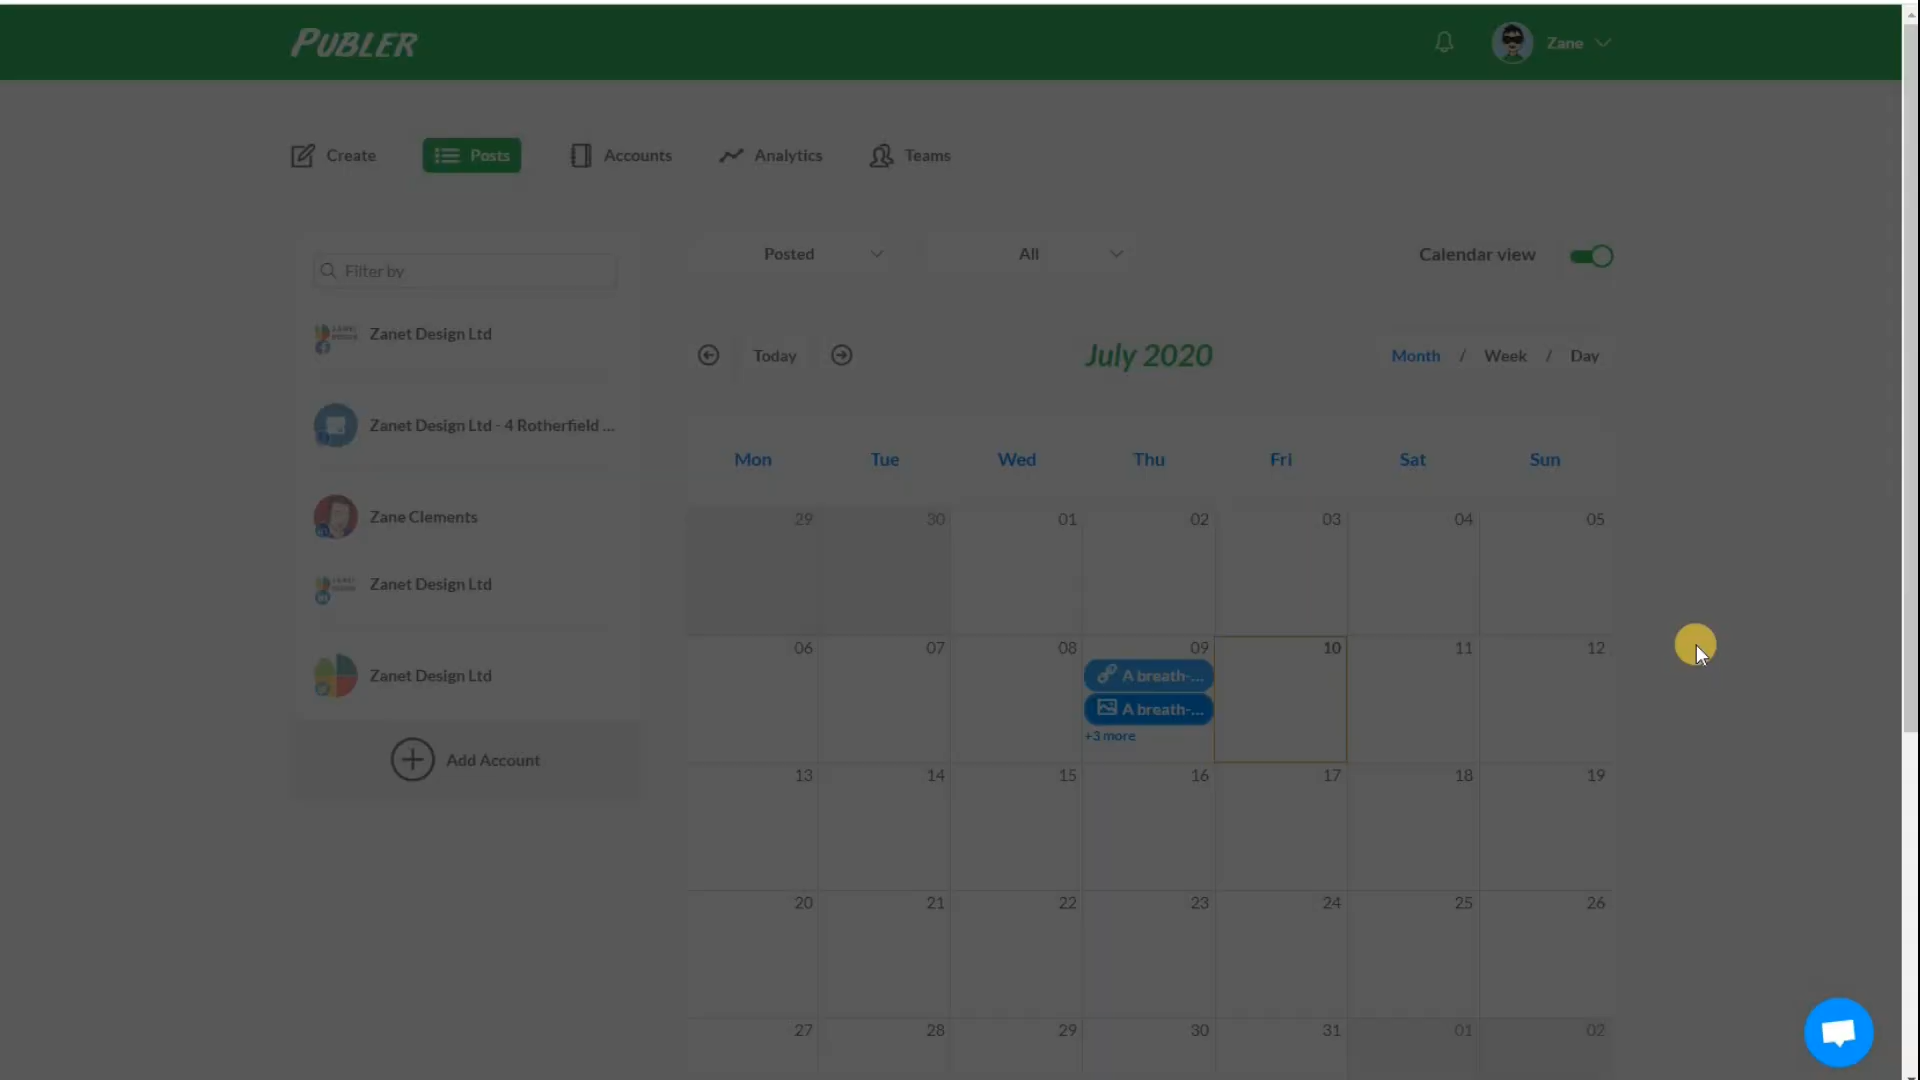 PUBLER
Zane
Create
Posts
Accounts
Analytics
Teams
Filter by
Posted
All
Calendar view
Zanet Design Ltd
Zanet Design Ltd - 4 Rotherfield ...
Zane Clements
Zanet Design Ltd
Zanet Design Ltd
Add Account
Today
July 2020
Month / Week / Day
Mon Tue Wed Thu Fri Sat Sun
29 30 01 02 03 04 05
06 07 08 09 10 11 12
A breath-...
A breath-...
+3 more
13 14 15 16 17 18 19
20 21 22 23 24 25 26
27 28 29 30 31 01 02